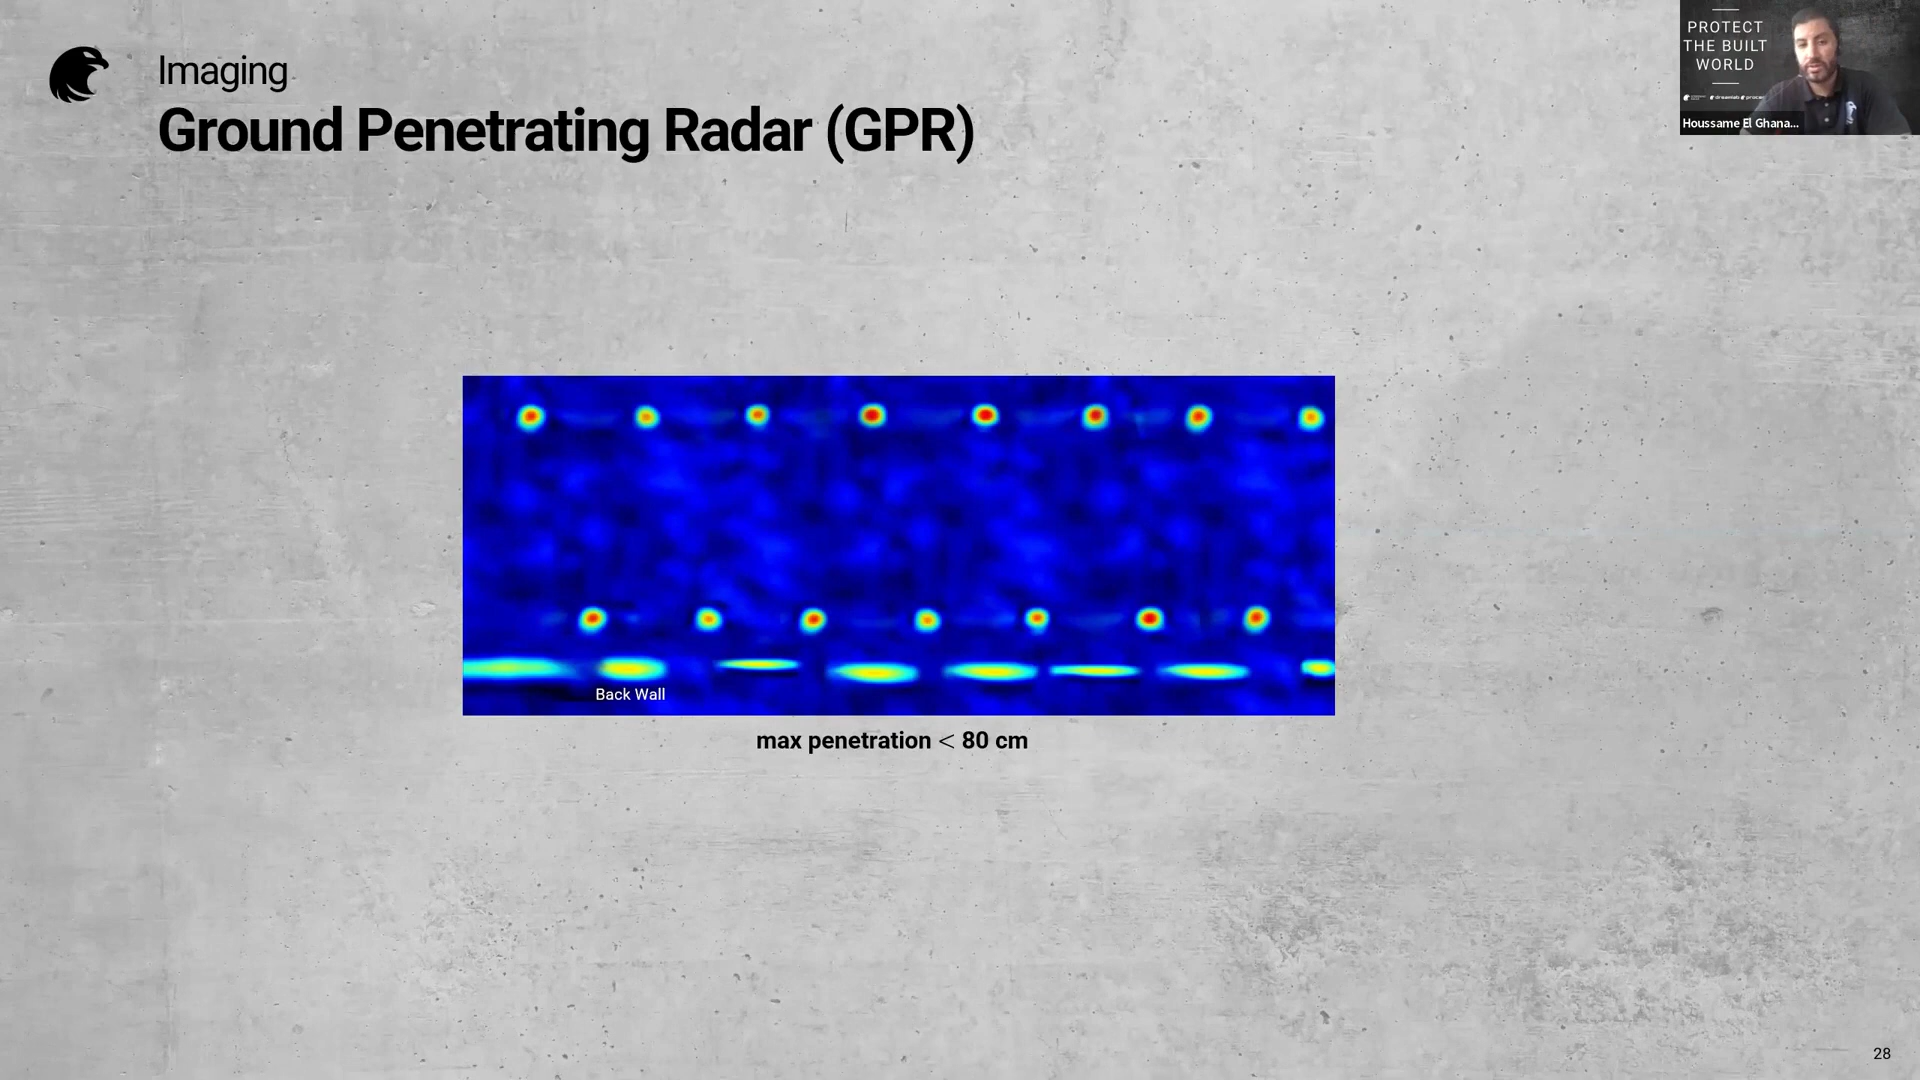 Imaging
Ground Penetrating Radar (GPR)
PROTECT
THE BUILT
WORLD
Houssame El Ghana...
Back Wall
max penetration < 80 cm
28